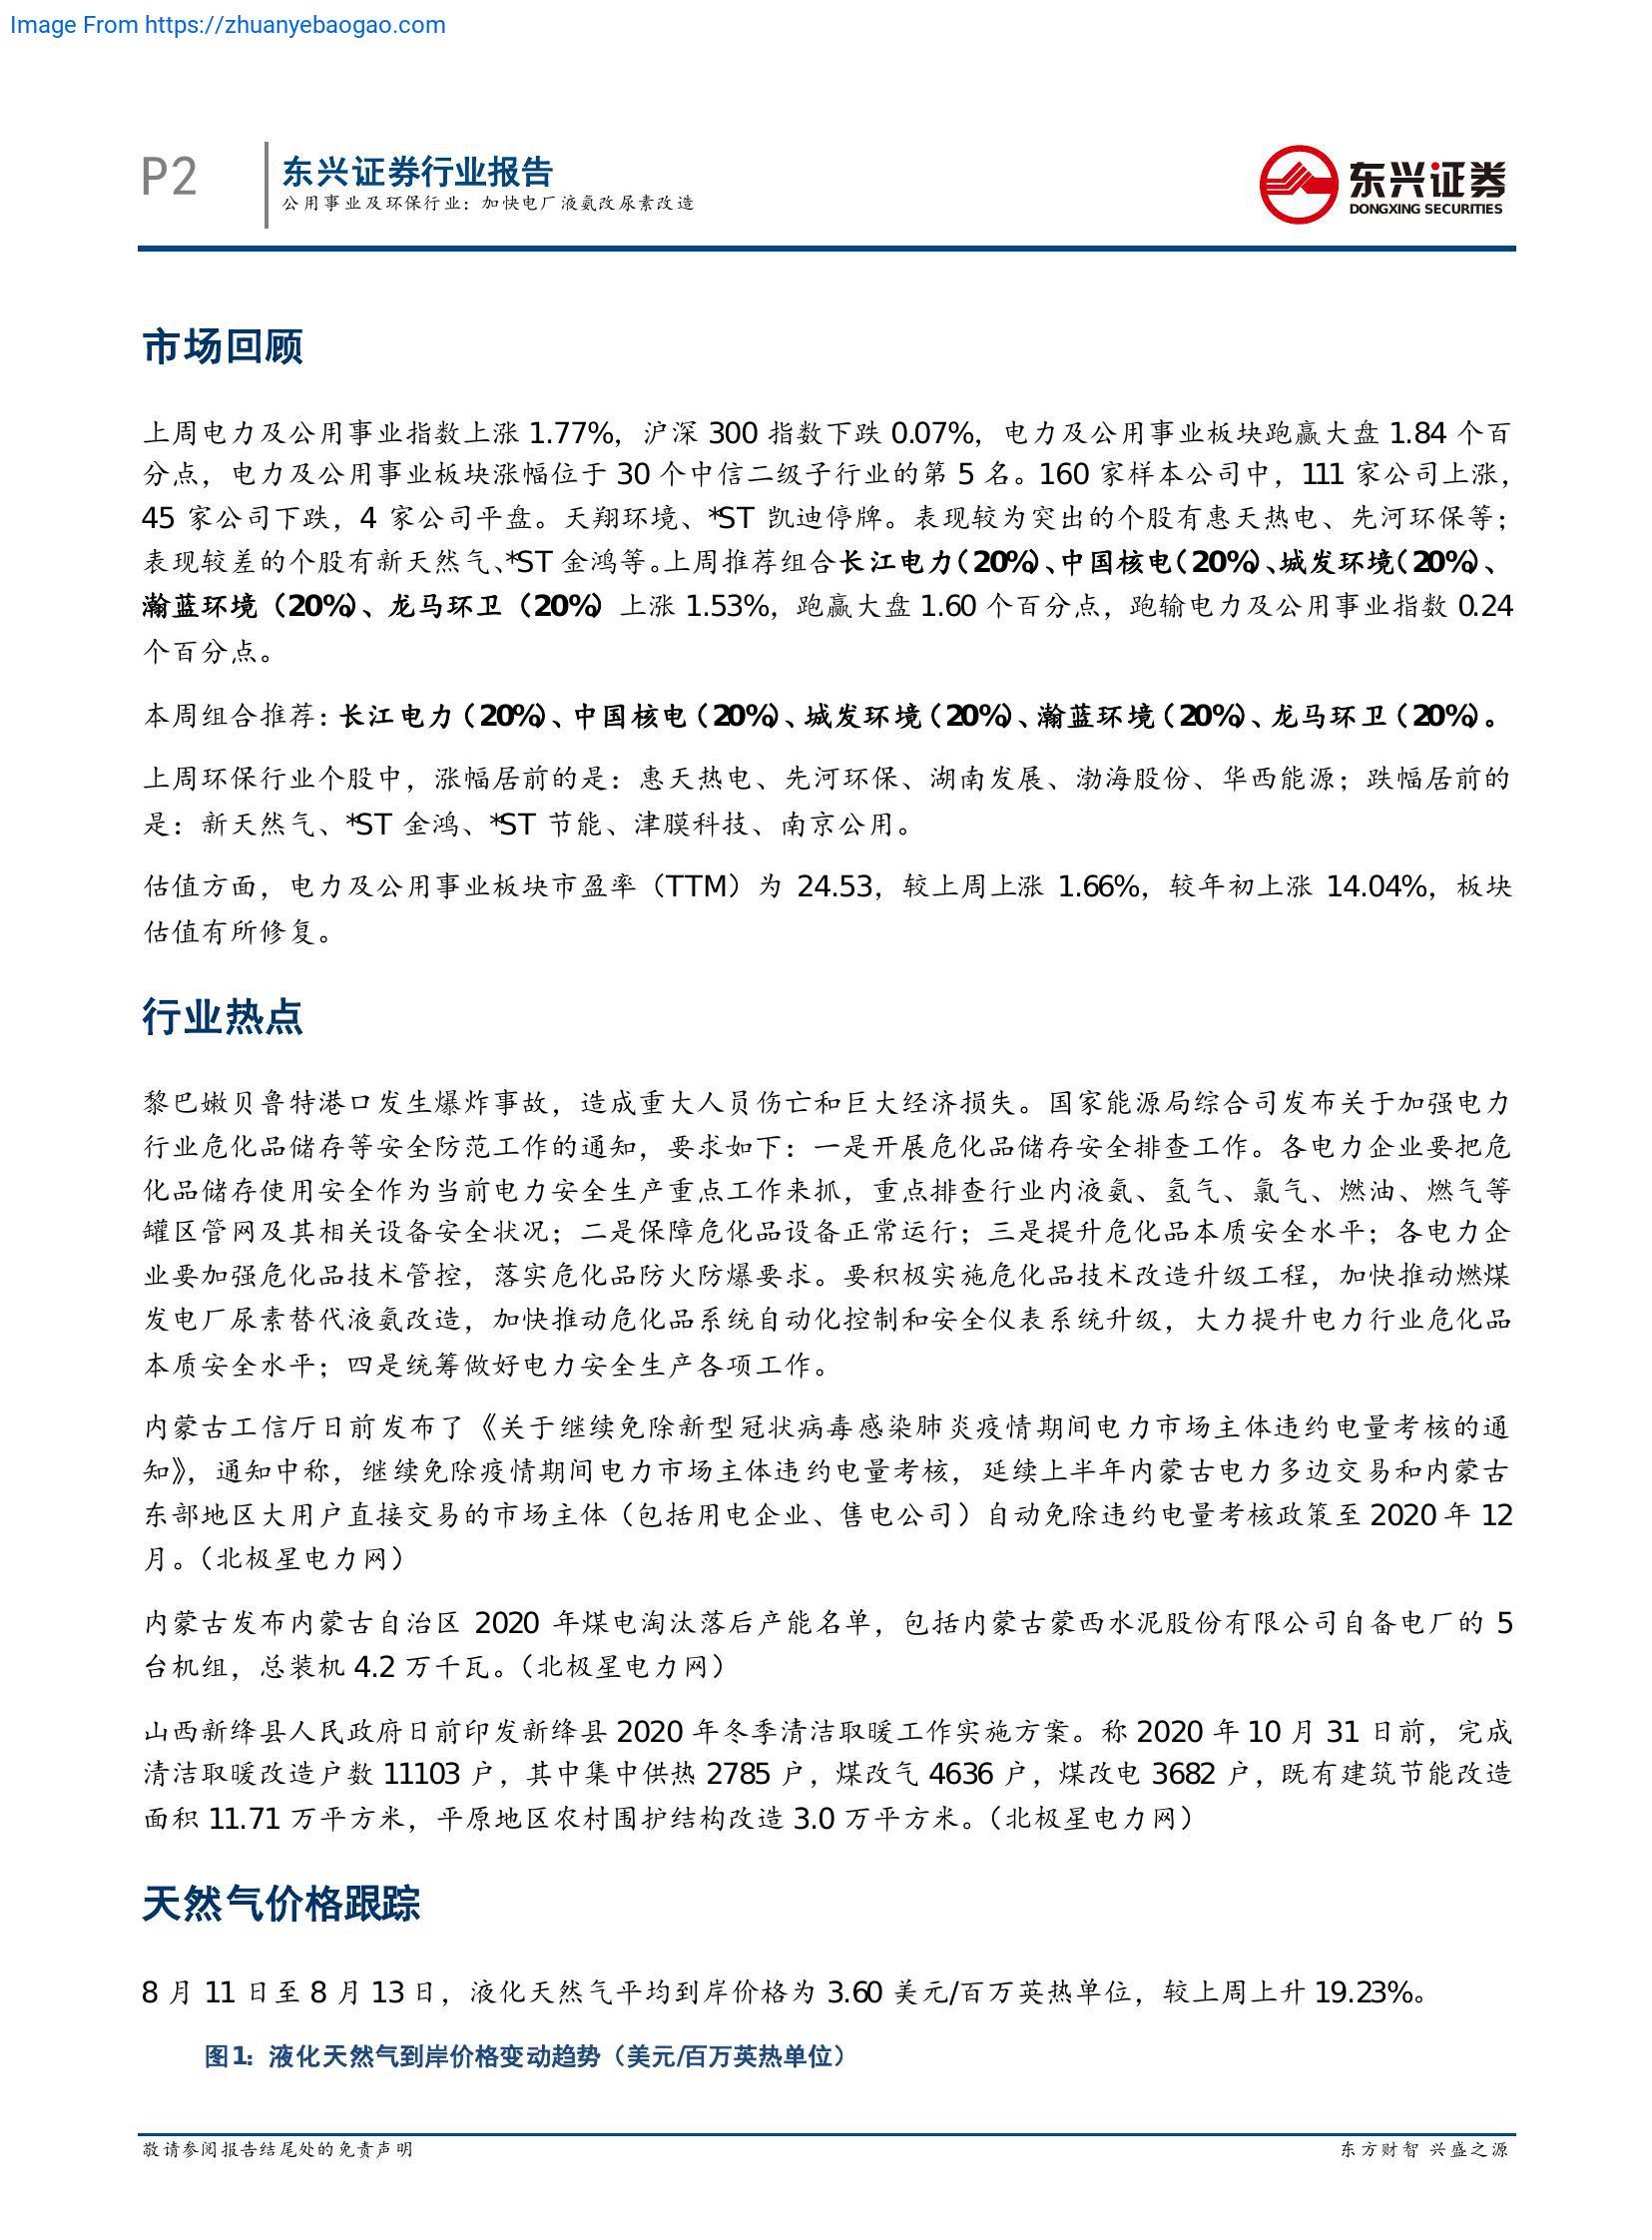 Image From https://zhuanyebaogao.com
P2
东兴证券行业报告
公用事业及环保行业：加快电厂液氨改尿素改造
东兴证券
DONGXING SECURITIES
市场回顾
上周电力及公用事业指数上涨 1.77%，沪深 300 指数下跌 0.07%，电力及公用事业板块跑赢大盘 1.84 个百
分点，电力及公用事业板块涨幅位于 30 个中信二级子行业的第 5 名。160 家样本公司中，111 家公司上涨，
45 家公司下跌，4 家公司平盘。天翔环境、*ST 凯迪停牌。表现较为突出的个股有惠天热电、先河环保等；
表现较差的个股有新天然气、*ST 金鸿等。上周推荐组合长江电力（20%）、中国核电（20%）、城发环境（20%）、
瀚蓝环境（20%）、龙马环卫（20%）上涨 1.53%，跑赢大盘 1.60 个百分点，跑输电力及公用事业指数 0.24
个百分点。
本周组合推荐：长江电力（20%）、中国核电（20%）、城发环境（20%）、瀚蓝环境（20%）、龙马环卫（20%）。
上周环保行业个股中，涨幅居前的是：惠天热电、先河环保、湖南发展、渤海股份、华西能源；跌幅居前的
是：新天然气、*ST 金鸿、*ST 节能、津膜科技、南京公用。
估值方面，电力及公用事业板块市盈率（TTM）为 24.53，较上周上涨 1.66%，较年初上涨 14.04%，板块
估值有所修复。
行业热点
黎巴嫩贝鲁特港口发生爆炸事故，造成重大人员伤亡和巨大经济损失。国家能源局综合司发布关于加强电力
行业危化品储存等安全防范工作的通知，要求如下：一是开展危化品储存安全排查工作。各电力企业要把危
化品储存使用安全作为当前电力安全生产重点工作来抓，重点排查行业内液氨、氢气、氯气、燃油、燃气等
罐区管网及其相关设备安全状况；二是保障危化品设备正常运行；三是提升危化品本质安全水平；各电力企
业要加强危化品技术管控，落实危化品防火防爆要求。要积极实施危化品技术改造升级工程，加快推动燃煤
发电厂尿素替代液氨改造，加快推动危化品系统自动化控制和安全仪表系统升级，大力提升电力行业危化品
本质安全水平；四是统筹做好电力安全生产各项工作。
内蒙古工信厅日前发布了《关于继续免除新型冠状病毒感染肺炎疫情期间电力市场主体违约电量考核的通
知》，通知中称，继续免除疫情期间电力市场主体违约电量考核，延续上半年内蒙古电力多边交易和内蒙古
东部地区大用户直接交易的市场主体（包括用电企业、售电公司）自动免除违约电量考核政策至 2020 年 12
月。（北极星电力网）
内蒙古发布内蒙古自治区 2020 年煤电淘汰落后产能名单，包括内蒙古蒙西水泥股份有限公司自备电厂的 5
台机组，总装机 4.2 万千瓦。（北极星电力网）
山西新绛县人民政府日前印发新绛县 2020 年冬季清洁取暖工作实施方案。称 2020 年 10 月 31 日前，完成
清洁取暖改造户数 11103 户，其中集中供热 2785 户，煤改气 4636 户，煤改电 3682 户，既有建筑节能改造
面积 11.71 万平方米，平原地区农村围护结构改造 3.0 万平方米。（北极星电力网）
天然气价格跟踪
8 月 11 日至 8 月 13 日，液化天然气平均到岸价格为 3.60 美元/百万英热单位，较上周上升 19.23%。
图1：液化天然气到岸价格变动趋势（美元/百万英热单位）
敬请参阅报告结尾处的免责声明
东方财智 兴盛之源